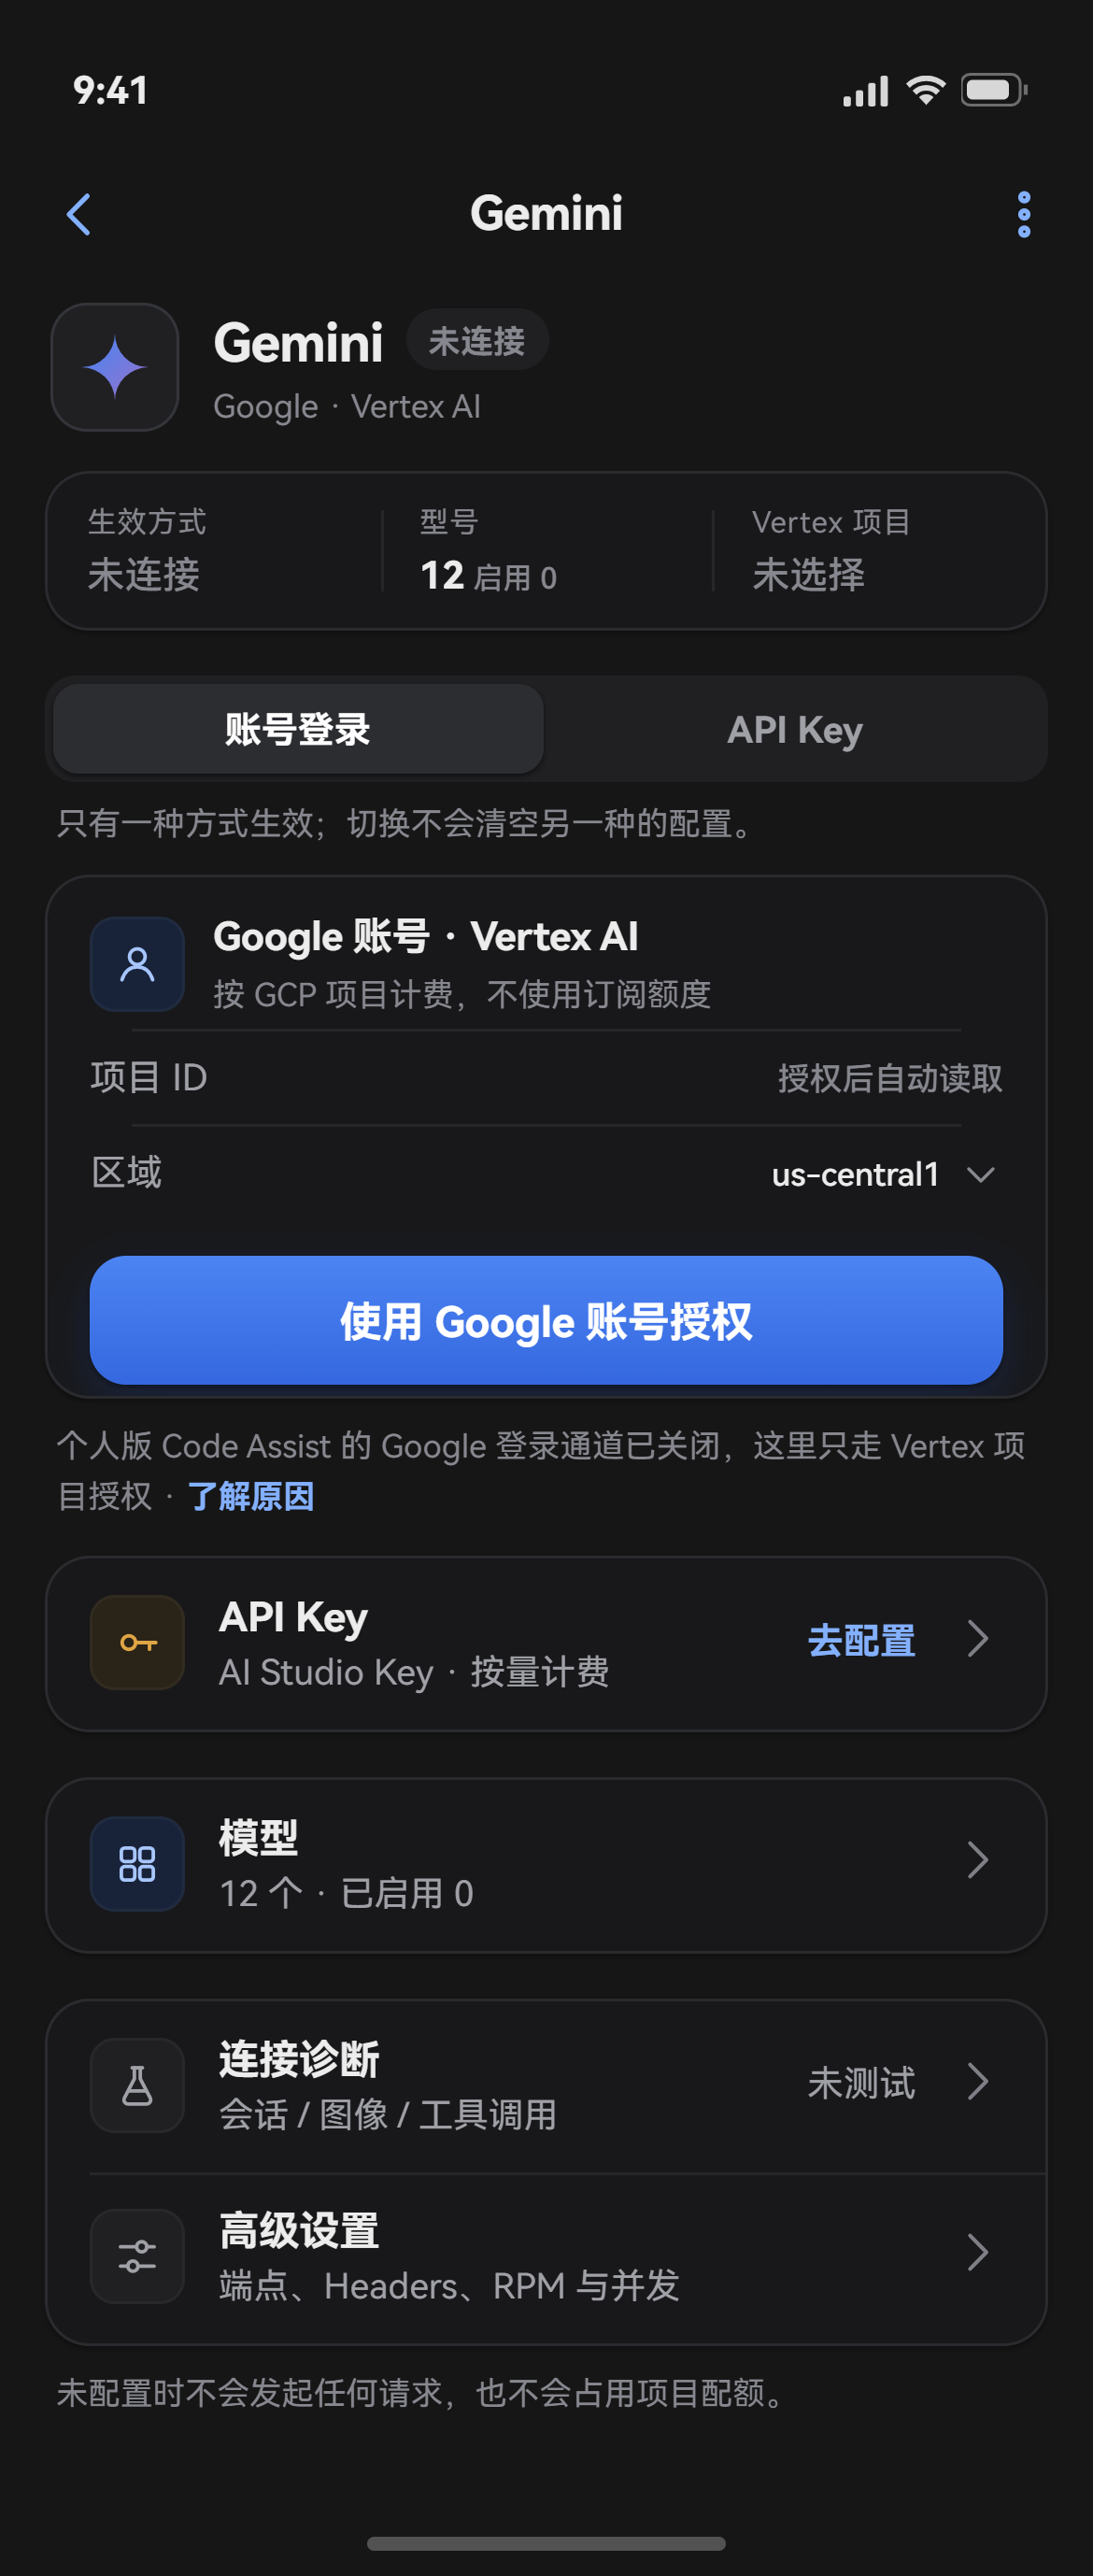 9:41
Gemini
Gemini 未连接
Google · Vertex AI
生效方式 型号 Vertex 项目
未连接 12 启用 0 未选择
账号登录 API Key
只有一种方式生效；切换不会清空另一种的配置。
Google 账号 · Vertex AI
按 GCP 项目计费，不使用订阅额度
项目 ID 授权后自动读取
区域 us-central1
使用 Google 账号授权
个人版 Code Assist 的 Google 登录通道已关闭，这里只走 Vertex 项
目授权 · 了解原因
API Key
AI Studio Key · 按量计费 去配置
模型
12 个 · 已启用 0
连接诊断
会话 / 图像 / 工具调用 未测试
高级设置
端点、Headers、RPM 与并发
未配置时不会发起任何请求，也不会占用项目配额。